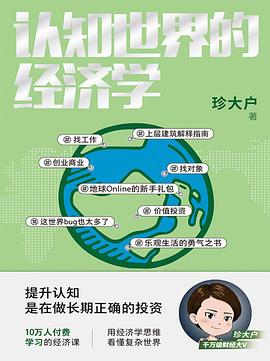 认知世界的
经济学
珍大户
著
@找工作
@上层建筑解释指南
@创业商业
@找对象
@地球Online的新手礼包
@价值投资
@这世界bug也太多了
@乐观生活的勇气之书
提升认知
是在做长期正确的投资
10万人付费
学习的经济课
用经济学思维
看懂复杂世界
珍大户
千万级财经大V